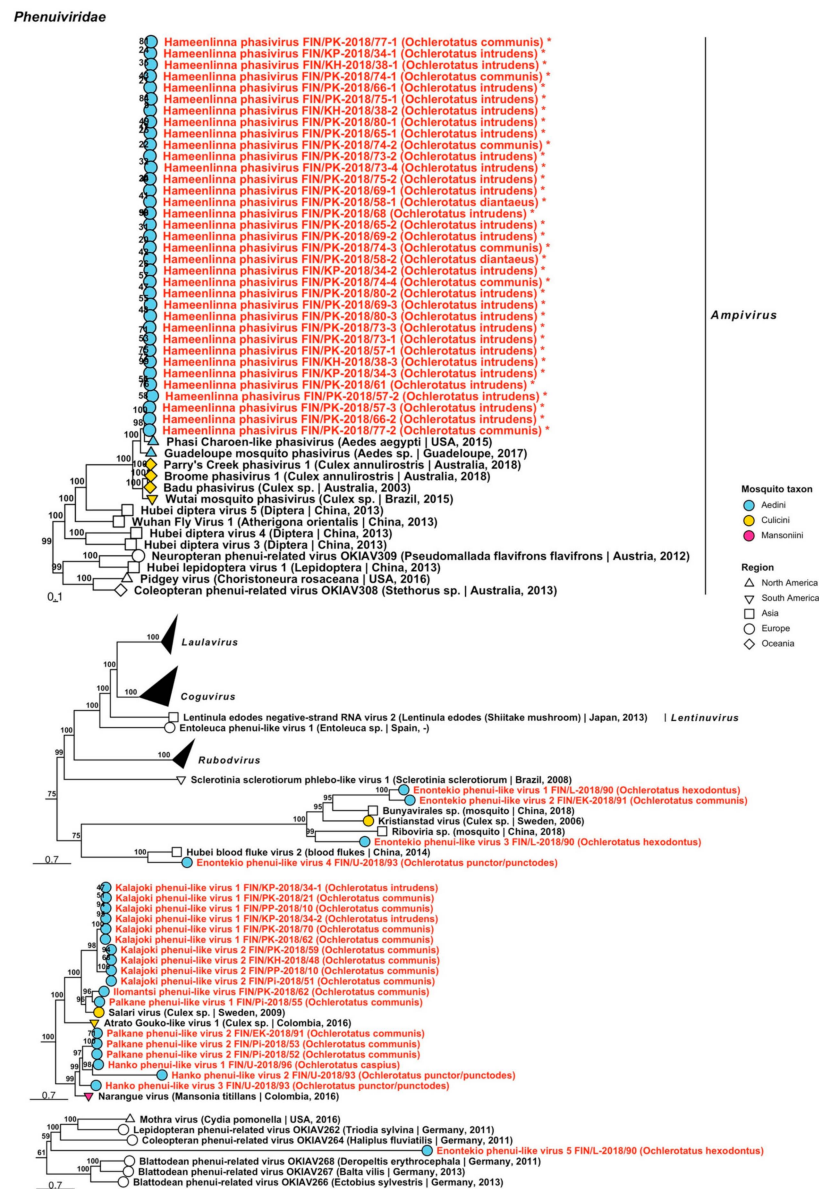 Phenuiviridae
Hameenlinna phasivirus FIN/PK-2018/77-1 (Ochlerotatus communis) *
Hameenlinna phasivirus FIN/KP-2018/34-1 (Ochlerotatus intrudens) *
Hameenlinna phasivirus FIN/KH-2018/38-1 (Ochlerotatus intrudens) *
Hameenlinna phasivirus FIN/PK-2018/74-1 (Ochlerotatus communis) *
Hameenlinna phasivirus FIN/PK-2018/66-1 (Ochlerotatus intrudens) *
Hameenlinna phasivirus FIN/PK-2018/75-1 (Ochlerotatus intrudens) *
Hameenlinna phasivirus FIN/KH-2018/38-2 (Ochlerotatus intrudens) *
Hameenlinna phasivirus FIN/PK-2018/80-1 (Ochlerotatus intrudens) *
Hameenlinna phasivirus FIN/PK-2018/65-1 (Ochlerotatus intrudens) *
Hameenlinna phasivirus FIN/PK-2018/74-2 (Ochlerotatus communis) *
Hameenlinna phasivirus FIN/PK-2018/73-2 (Ochlerotatus intrudens) *
Hameenlinna phasivirus FIN/PK-2018/73-4 (Ochlerotatus intrudens) *
Hameenlinna phasivirus FIN/PK-2018/75-2 (Ochlerotatus intrudens) *
Hameenlinna phasivirus FIN/PK-2018/69-1 (Ochlerotatus intrudens) *
Hameenlinna phasivirus FIN/PK-2018/58-1 (Ochlerotatus diantaeus) *
Hameenlinna phasivirus FIN/PK-2018/68 (Ochlerotatus intrudens) *
Hameenlinna phasivirus FIN/PK-2018/65-2 (Ochlerotatus intrudens) *
Hameenlinna phasivirus FIN/PK-2018/69-2 (Ochlerotatus intrudens) *
Hameenlinna phasivirus FIN/PK-2018/74-3 (Ochlerotatus communis) *
Hameenlinna phasivirus FIN/PK-2018/58-2 (Ochlerotatus diantaeus) *
Hameenlinna phasivirus FIN/KP-2018/34-2 (Ochlerotatus intrudens) *
Hameenlinna phasivirus FIN/PK-2018/74-4 (Ochlerotatus communis) *
Hameenlinna phasivirus FIN/PK-2018/80-2 (Ochlerotatus intrudens) *
Hameenlinna phasivirus FIN/PK-2018/69-3 (Ochlerotatus intrudens) *
Hameenlinna phasivirus FIN/PK-2018/80-3 (Ochlerotatus intrudens) *
Hameenlinna phasivirus FIN/PK-2018/73-3 (Ochlerotatus intrudens) *
Hameenlinna phasivirus FIN/PK-2018/73-1 (Ochlerotatus intrudens) *
Hameenlinna phasivirus FIN/PK-2018/57-1 (Ochlerotatus intrudens) *
Hameenlinna phasivirus FIN/KH-2018/38-3 (Ochlerotatus intrudens) *
Hameenlinna phasivirus FIN/KP-2018/34-3 (Ochlerotatus intrudens) *
Hameenlinna phasivirus FIN/PK-2018/61 (Ochlerotatus intrudens) *
Hameenlinna phasivirus FIN/PK-2018/57-2 (Ochlerotatus intrudens) *
Hameenlinna phasivirus FIN/PK-2018/57-3 (Ochlerotatus intrudens) *
Hameenlinna phasivirus FIN/PK-2018/66-2 (Ochlerotatus intrudens) *
Hameenlinna phasivirus FIN/PK-2018/77-2 (Ochlerotatus communis) *
Phasi Charoen-like phasivirus (Aedes aegypti | USA, 2015)
Guadeloupe mosquito phasivirus (Aedes sp. | Guadeloupe, 2017)
Parry's Creek phasivirus 1 (Culex annulirostris | Australia, 2018)
Broome phasivirus 1 (Culex annulirostris | Australia, 2018)
Badu phasivirus (Culex sp. | Australia, 2003)
Wutai mosquito phasivirus (Culex sp. | Brazil, 2015)
Hubei diptera virus 5 (Diptera | China, 2013)
Wuhan Fly Virus 1 (Atherigona orientalis | China, 2013)
Hubei diptera virus 4 (Diptera | China, 2013)
Hubei diptera virus 3 (Diptera | China, 2013)
Neuropteran phenui-related virus OKIAV309 (Pseudomallada flavifrons flavifrons | Austria, 2012)
Hubei lepidoptera virus 1 (Lepidoptera | China, 2013)
Pidgey virus (Choristoneura rosaceana | USA, 2016)
Coleopteran phenui-related virus OKIAV308 (Stethorus sp. | Australia, 2013)
0.1
Ampivirus
Mosquito taxon
Aedini
Culicini
Mansoniini
Region
North America
South America
Asia
Europe
Oceania
100 Laulavirus
100 Coguvirus
Lentinula edodes negative-strand RNA virus 2 (Lentinula edodes (Shiitake mushroom) | Japan, 2013) | Lentinuvirus
Entoleuca phenui-like virus 1 (Entoleuca sp. | Spain, -)
100 Rubodvirus
Sclerotinia sclerotiorum phlebo-like virus 1 (Sclerotinia sclerotiorum | Brazil, 2008)
Enontekio phenui-like virus 1 FIN/L-2018/90 (Ochlerotatus hexodontus)
Enontekio phenui-like virus 2 FIN/EK-2018/91 (Ochlerotatus communis)
Bunyavirales sp. (mosquito | China, 2018)
Kristianstad virus (Culex sp. | Sweden, 2006)
Riboviria sp. (mosquito | China, 2018)
Enontekio phenui-like virus 3 FIN/L-2018/90 (Ochlerotatus hexodontus)
Hubei blood fluke virus 2 (blood flukes | China, 2014)
Enontekio phenui-like virus 4 FIN/U-2018/93 (Ochlerotatus punctor/punctodes)
0.7
Kalajoki phenui-like virus 1 FIN/KP-2018/34-1 (Ochlerotatus intrudens)
Kalajoki phenui-like virus 1 FIN/PK-2018/21 (Ochlerotatus communis)
Kalajoki phenui-like virus 1 FIN/PP-2018/10 (Ochlerotatus communis)
Kalajoki phenui-like virus 1 FIN/KP-2018/34-2 (Ochlerotatus intrudens)
Kalajoki phenui-like virus 1 FIN/PK-2018/70 (Ochlerotatus communis)
Kalajoki phenui-like virus 1 FIN/PK-2018/62 (Ochlerotatus communis)
Kalajoki phenui-like virus 2 FIN/PK-2018/59 (Ochlerotatus communis)
Kalajoki phenui-like virus 2 FIN/KH-2018/48 (Ochlerotatus communis)
Kalajoki phenui-like virus 2 FIN/PP-2018/10 (Ochlerotatus communis)
Kalajoki phenui-like virus 2 FIN/Pi-2018/51 (Ochlerotatus communis)
Ilomantsi phenui-like virus FIN/PK-2018/62 (Ochlerotatus communis)
Palkane phenui-like virus 1 FIN/Pi-2018/55 (Ochlerotatus communis)
Salari virus (Culex sp. | Sweden, 2009)
Atrato Gouko-like virus 1 (Culex sp. | Colombia, 2016)
Palkane phenui-like virus 2 FIN/EK-2018/91 (Ochlerotatus communis)
Palkane phenui-like virus 2 FIN/Pi-2018/53 (Ochlerotatus communis)
Palkane phenui-like virus 2 FIN/Pi-2018/52 (Ochlerotatus communis)
Hanko phenui-like virus 1 FIN/U-2018/96 (Ochlerotatus caspius)
Hanko phenui-like virus 2 FIN/U-2018/93 (Ochlerotatus punctor/punctodes)
Hanko phenui-like virus 3 FIN/U-2018/93 (Ochlerotatus punctor/punctodes)
Narangue virus (Mansonia titillans | Colombia, 2016)
0.7
Mothra virus (Cydia pomonella | USA, 2016)
Lepidopteran phenui-related virus OKIAV262 (Triodia sylvina | Germany, 2011)
Coleopteran phenui-related virus OKIAV264 (Haliplus fluviatilis | Germany, 2011)
Enontekio phenui-like virus 5 FIN/L-2018/90 (Ochlerotatus hexodontus)
Blattodean phenui-related virus OKIAV268 (Deropeltis erythrocephala | Germany, 2011)
Blattodean phenui-related virus OKIAV267 (Balta vilis | Germany, 2013)
Blattodean phenui-related virus OKIAV266 (Ectobius sylvestris | Germany, 2013)
0.7